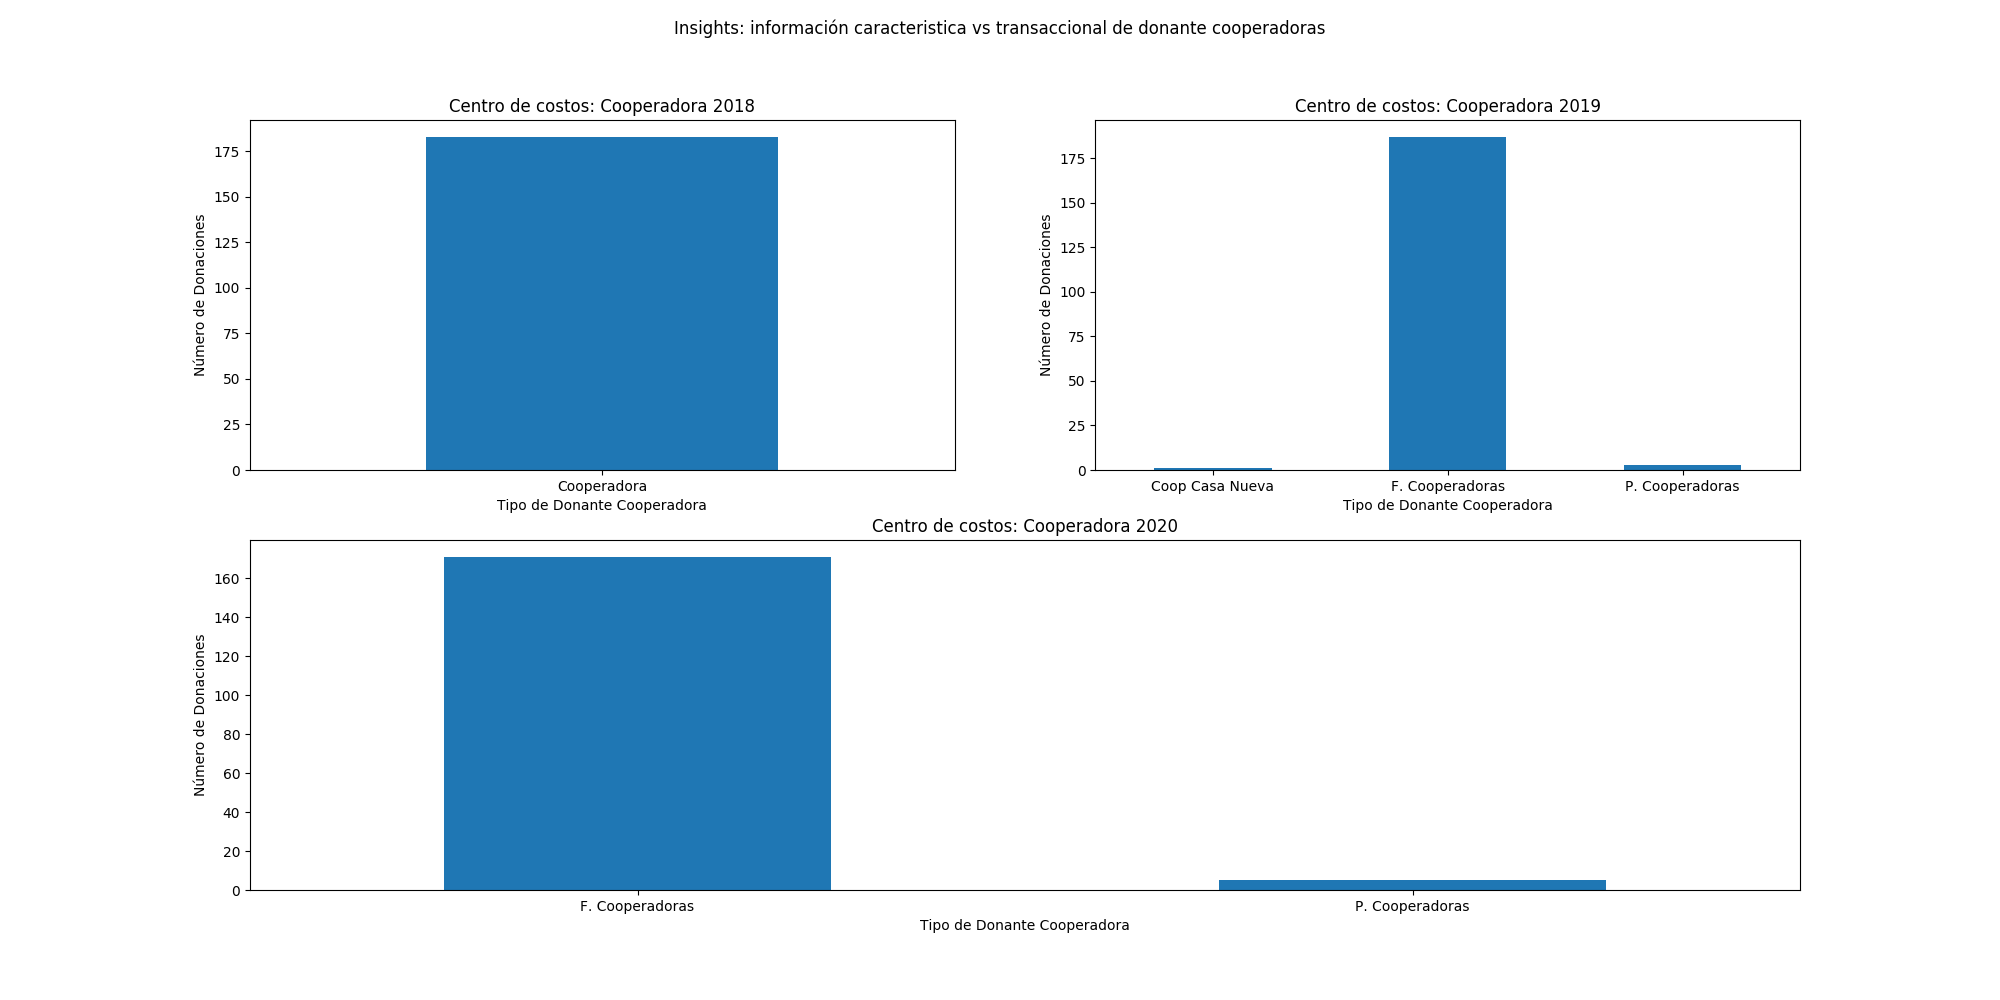 Insights: información caracteristica vs transaccional de donante cooperadoras
Centro de costos: Cooperadora 2018
Número de Donaciones
175
150
125
100
75
50
25
0
Cooperadora
Tipo de Donante Cooperadora
Centro de costos: Cooperadora 2019
Número de Donaciones
175
150
125
100
75
50
25
0
Coop Casa Nueva
F. Cooperadoras
P. Cooperadoras
Tipo de Donante Cooperadora
Centro de costos: Cooperadora 2020
Número de Donaciones
160
140
120
100
80
60
40
20
0
F. Cooperadoras
P. Cooperadoras
Tipo de Donante Cooperadora